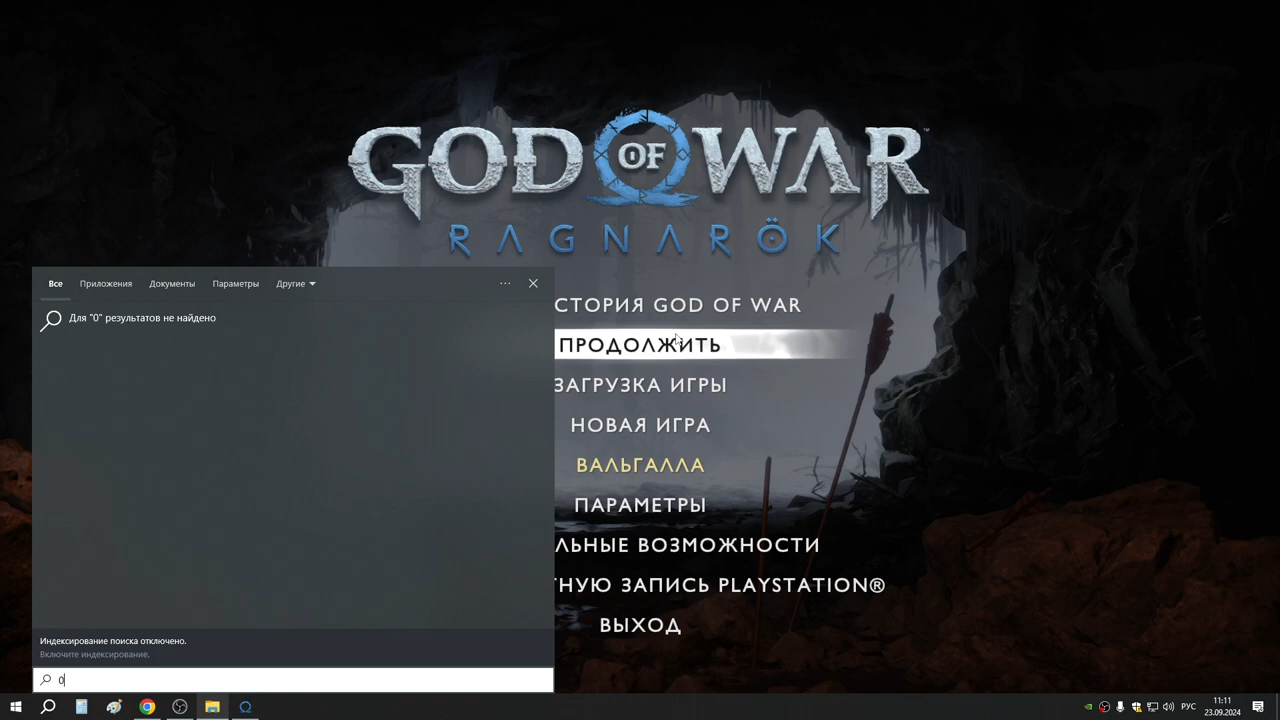 GOD OF WAR
™
RAGNARÖK
СТОРИЯ GOD OF WAR
ПРОДОЛЖИТЬ
ЗАГРУЗКА ИГРЫ
НОВАЯ ИГРА
ВАЛЬГАЛЛА
ПАРАМЕТРЫ
ЛЬНЫЕ ВОЗМОЖНОСТИ
ТНУЮ ЗАПИСЬ PLAYSTATION®
ВЫХОД
Все Приложения Документы Параметры Другие
Для "0" результатов не найдено
Индексирование поиска отключено.
Включите индексирование.
0
РУС
11:11
23.09.2024